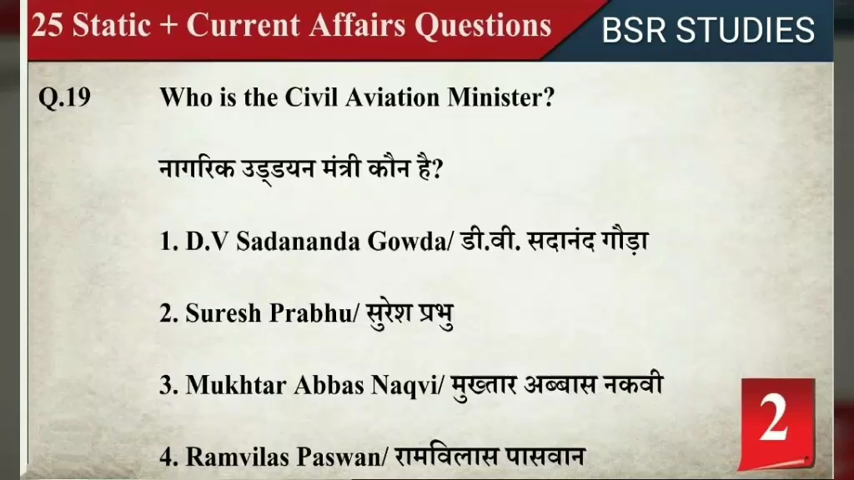 25 Static + Current Affairs Questions
BSR STUDIES
Q.19 Who is the Civil Aviation Minister?
नागरिक उड्डयन मंत्री कौन है?
1. D.V Sadananda Gowda/ डी.वी. सदानंद गौड़ा
2. Suresh Prabhu/ सुरेश प्रभु
3. Mukhtar Abbas Naqvi/ मुख्तार अब्बास नकवी
4. Ramvilas Paswan/ रामविलास पासवान
2